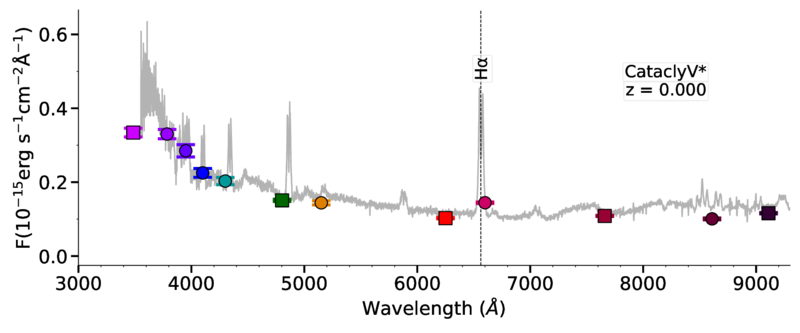 F(10⁻¹⁵erg s⁻¹cm⁻²Å⁻¹)
0.6
0.4
0.2
0.0
Hα
CataclyV*
z = 0.000
3000 4000 5000 6000 7000 8000 9000
Wavelength (Å)